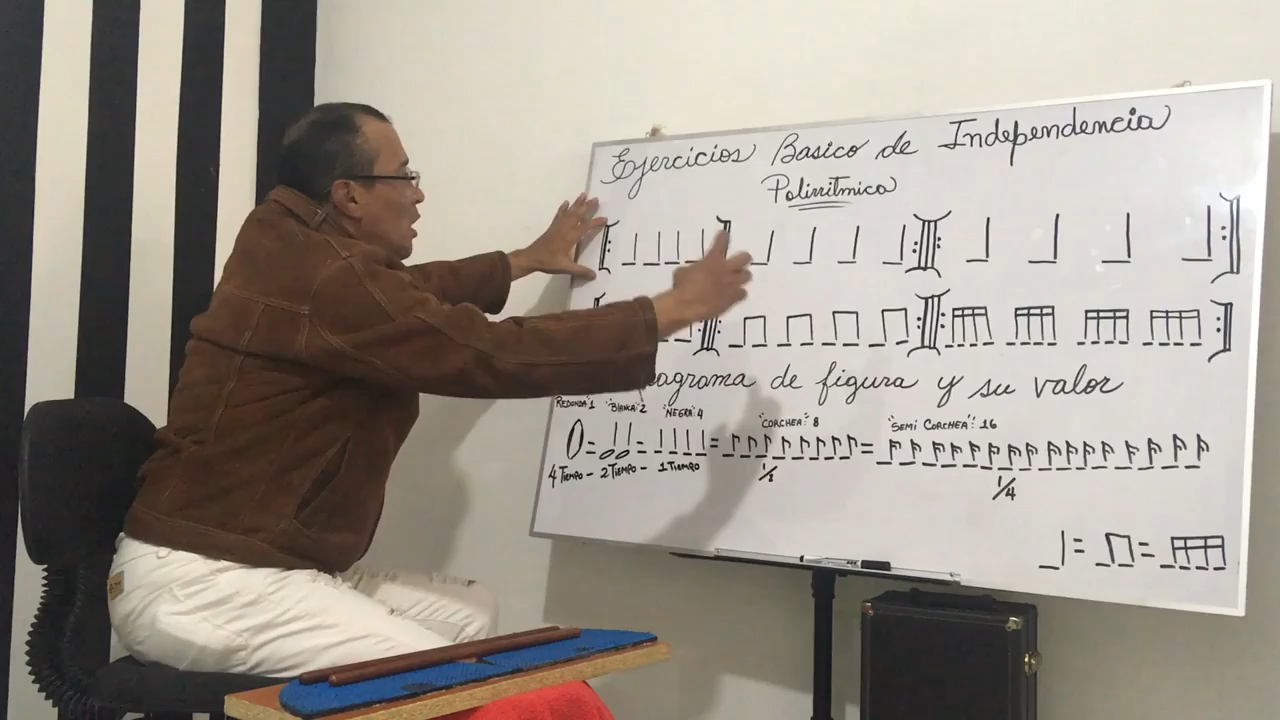 Ejercicios Basico de Independencia
Polirritmico
de figura y su valor
REDONDA:1 "BLANCA":2 "NEGRA":4 "CORCHEA": 8 "SEMI CORCHEA": 16
4 TIEMPO - 2 TIEMPO - 1 TIEMPO 1/2 1/4